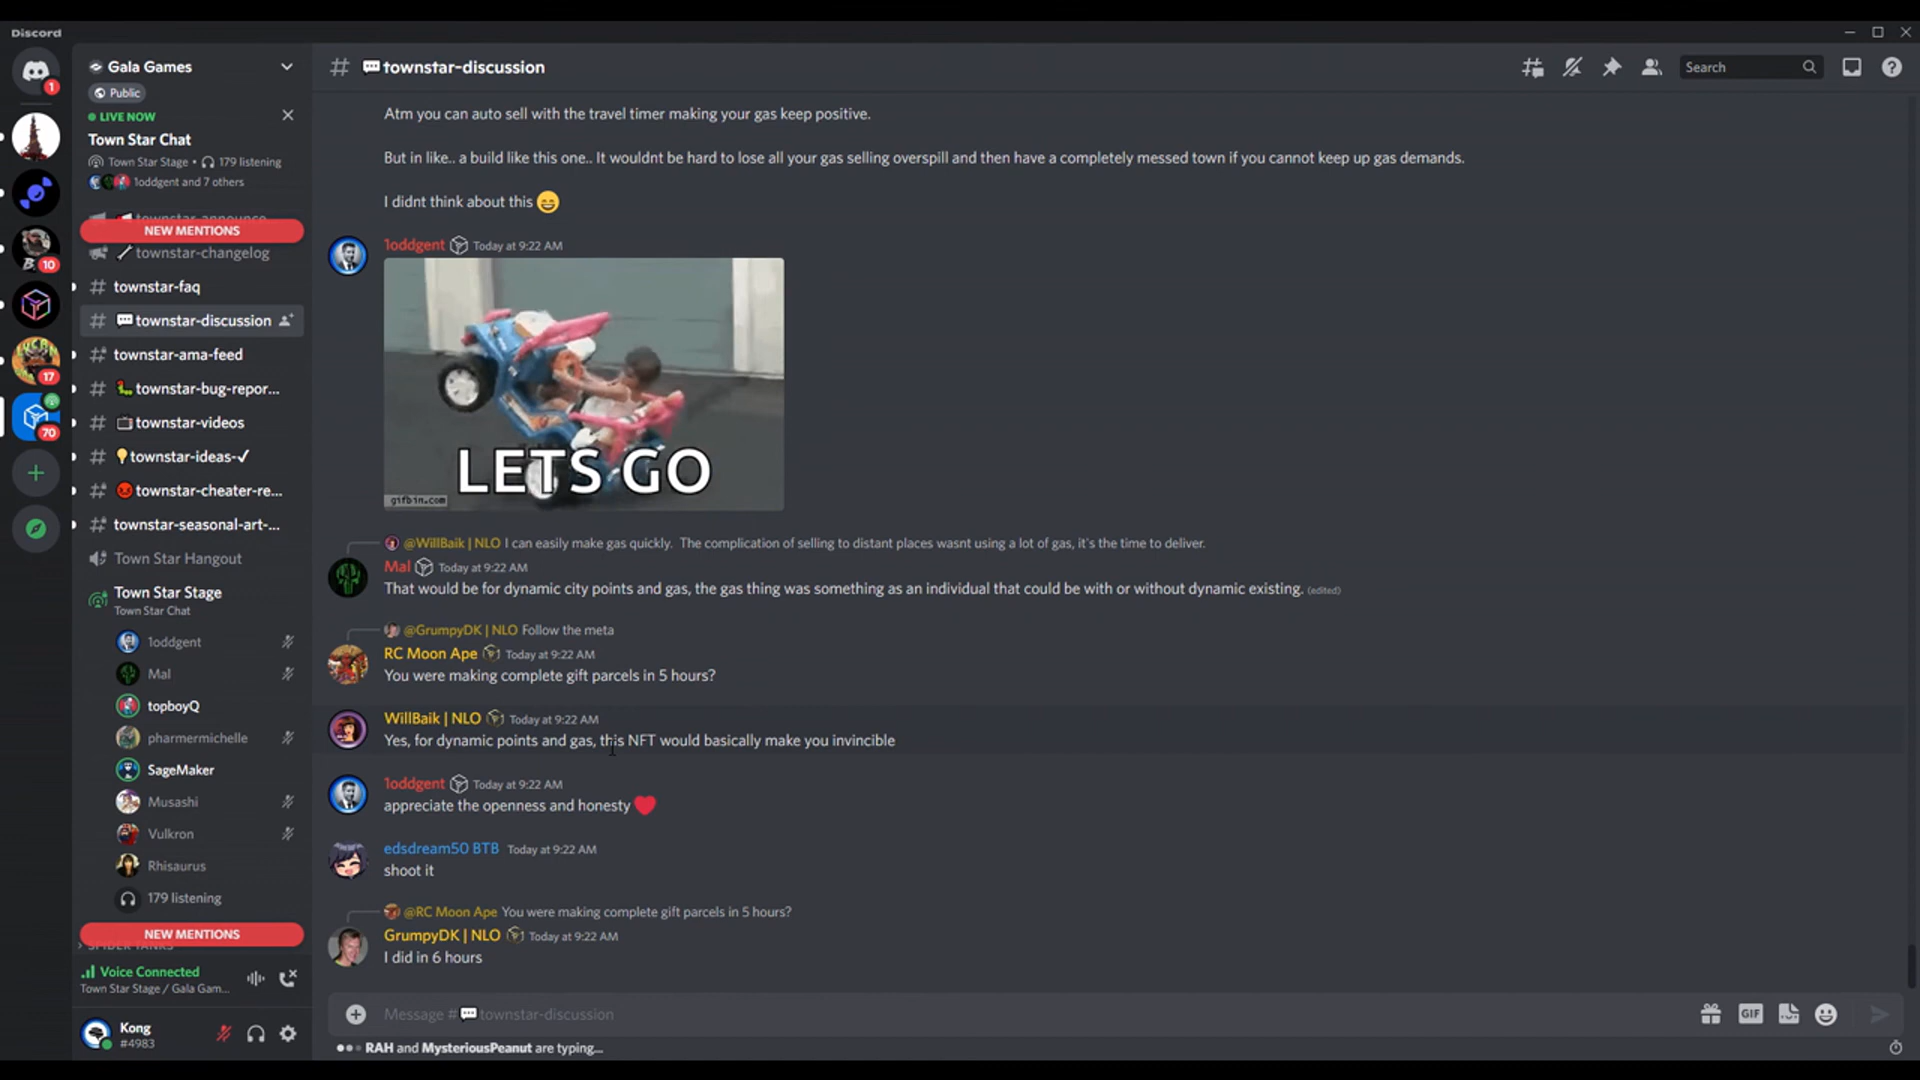 Discord
1
10
17
70
Gala Games
Public
LIVE NOW
Town Star Chat
Town Star Stage • 179 listening
1oddgent and 7 others
townstar-announce
NEW MENTIONS
townstar-changelog
townstar-faq
townstar-discussion
townstar-ama-feed
townstar-bug-repor...
townstar-videos
townstar-ideas-✓
townstar-cheater-re...
townstar-seasonal-art-...
Town Star Hangout
Town Star Stage
Town Star Chat
1oddgent
Mal
topboyQ
pharmermichelle
SageMaker
Musashi
Vulkron
Rhisaurus
179 listening
NEW MENTIONS
SPIDER TANKS
Voice Connected
Town Star Stage / Gala Gam...
Kong
#4983
# townstar-discussion
Search
Atm you can auto sell with the travel timer making your gas keep positive.
But in like.. a build like this one.. It wouldnt be hard to lose all your gas selling overspill and then have a completely messed town if you cannot keep up gas demands.
I didnt think about this 😄
1oddgent Today at 9:22 AM
LETS GO
gifbin.com
@WillBaik | NLO I can easily make gas quickly. The complication of selling to distant places wasnt using a lot of gas, it's the time to deliver.
Mal Today at 9:22 AM
That would be for dynamic city points and gas, the gas thing was something as an individual that could be with or without dynamic existing. (edited)
@GrumpyDK | NLO Follow the meta
RC Moon Ape Today at 9:22 AM
You were making complete gift parcels in 5 hours?
WillBaik | NLO Today at 9:22 AM
Yes, for dynamic points and gas, this NFT would basically make you invincible
1oddgent Today at 9:22 AM
appreciate the openness and honesty ❤️
edsdream50 BTB Today at 9:22 AM
shoot it
@RC Moon Ape You were making complete gift parcels in 5 hours?
GrumpyDK | NLO Today at 9:22 AM
I did in 6 hours
Message # townstar-discussion
GIF
RAH and MysteriousPeanut are typing...